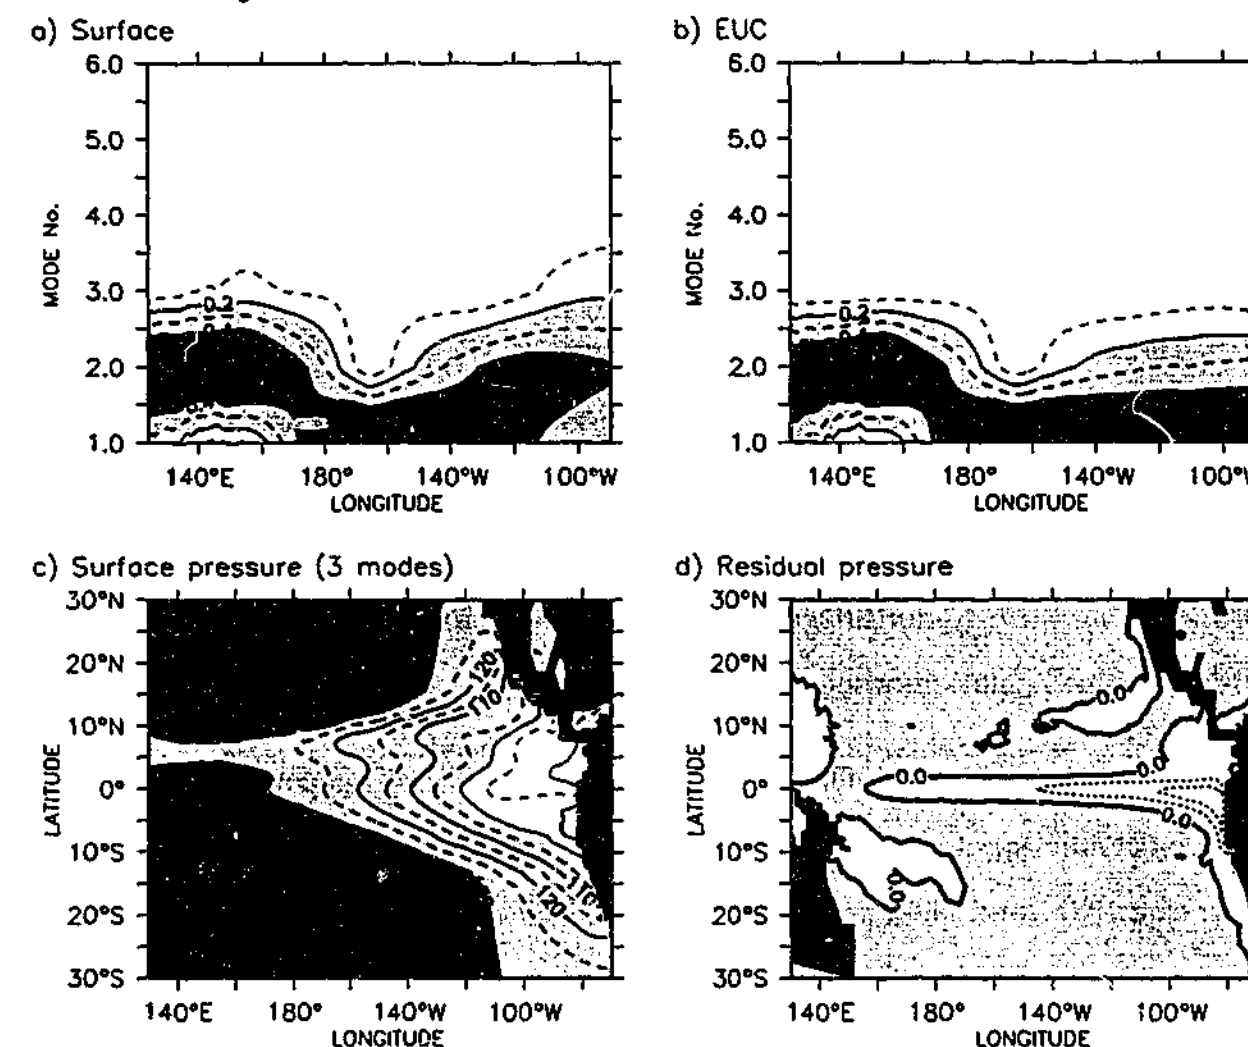 a) Surface
b) EUC
6.0
5.0
4.0
3.0
2.0
1.0
MODE No.
0.2
140°E 180° 140°W 100°W
LONGITUDE
6.0
5.0
4.0
3.0
2.0
1.0
MODE No.
0.2
140°E 180° 140°W 100°W
LONGITUDE
c) Surface pressure (3 modes)
d) Residual pressure
30°N
20°N
10°N
0°
10°S
20°S
30°S
LATITUDE
120
110
110
120
140°E 180° 140°W 100°W
LONGITUDE
30°N
20°N
10°N
0°
10°S
20°S
30°S
LATITUDE
0.0
0.0
0.0
0.0
0.0
140°E 180° 140°W 100°W
LONGITUDE